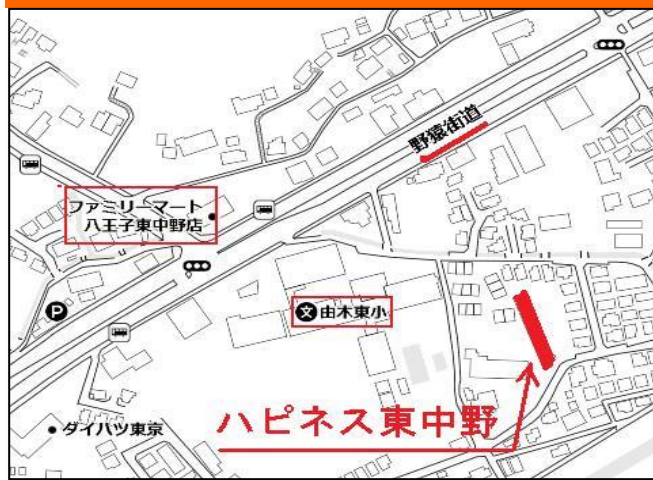 野猿街道
ファミリーマート
八王子東中野店
P
文 由木東小
ハピネス東中野
ダイハツ東京